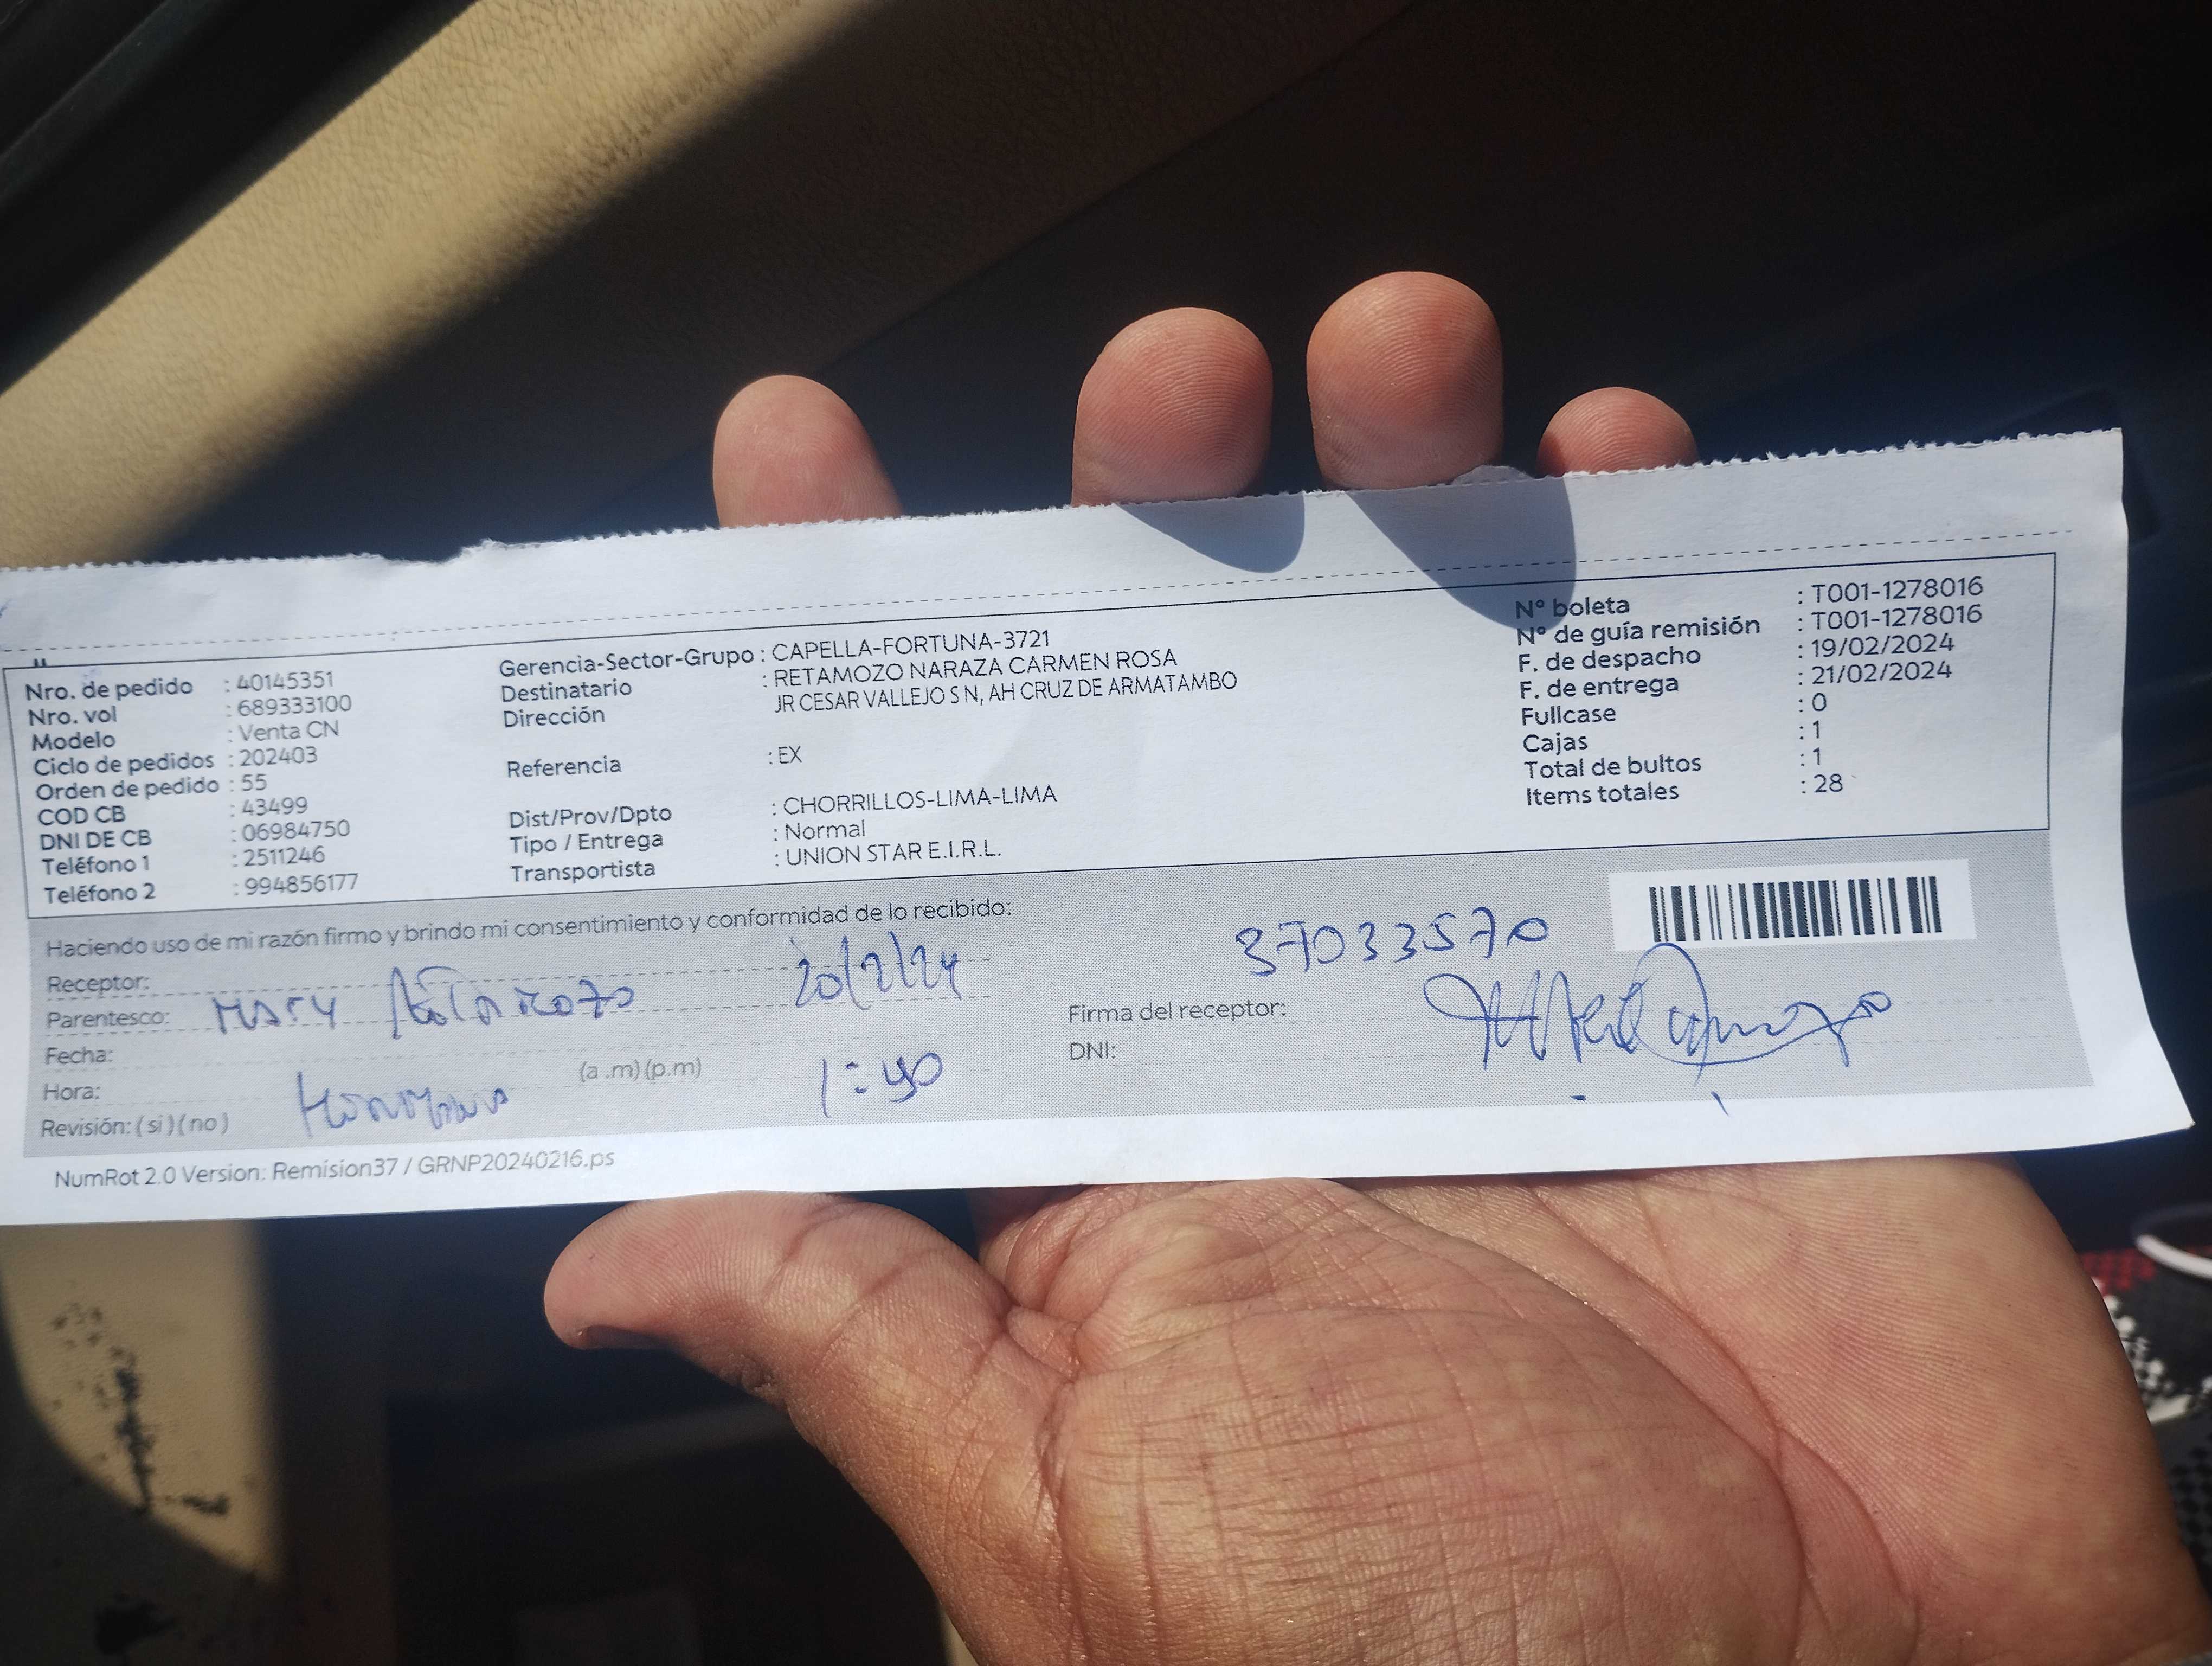 Nro. de pedido : 40145351
Nro. vol : 689333100
Modelo : Venta CN
Ciclo de pedidos : 202403
Orden de pedido : 55
COD CB : 43499
DNI DE CB : 06984750
Teléfono 1 : 2511246
Teléfono 2 : 994856177
Gerencia-Sector-Grupo : CAPELLA-FORTUNA-3721
Destinatario : RETAMOZO NARAZA CARMEN ROSA
Dirección JR CESAR VALLEJO S N, AH CRUZ DE ARMATAMBO
Referencia : EX
Dist/Prov/Dpto : CHORRILLOS-LIMA-LIMA
Tipo / Entrega : Normal
Transportista : UNION STAR E.I.R.L.
N° boleta : T001-1278016
N° de guía remisión : T001-1278016
F. de despacho : 19/02/2024
F. de entrega : 21/02/2024
Fullcase : 0
Cajas : 1
Total de bultos : 1
Items totales : 28
Haciendo uso de mi razón firmo y brindo mi consentimiento y conformidad de lo recibido:
Receptor:
Parentesco: MARY 20/2/24
Fecha:
Hora: (a .m) (p.m) 1:40
Revisión: ( si ) ( no )
37033570
Firma del receptor:
DNI:
NumRot 2.0 Version: Remision37 / GRNP20240216.ps